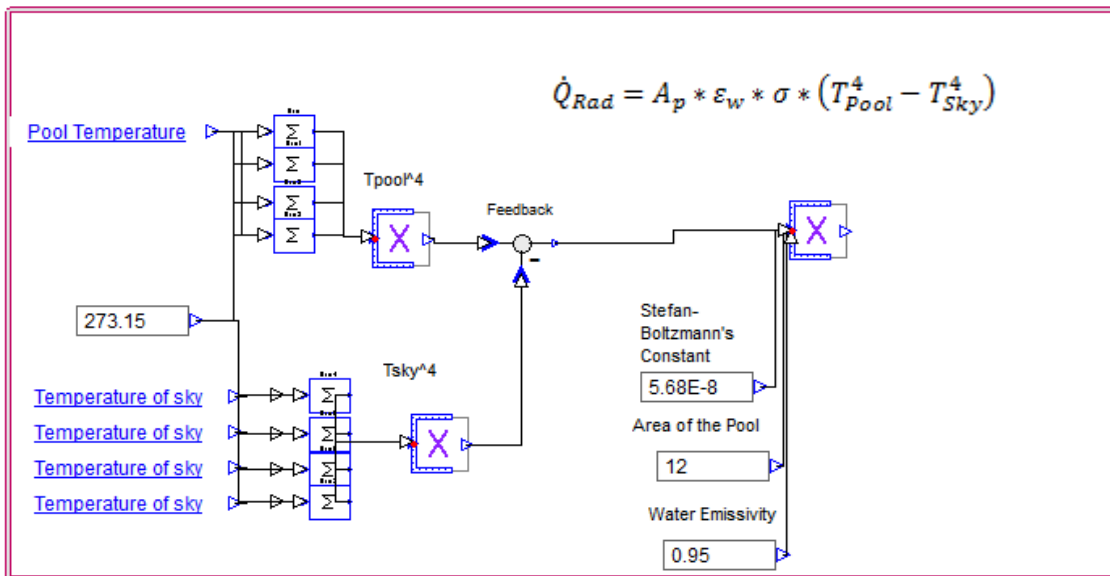 Q̇_Rad = A_p * ε_w * σ * (T_Pool^4 − T_Sky^4)
Pool Temperature
Σ
Σ
Σ
Σ
Tpool^4
X
Feedback
-
X
273.15
Stefan-
Boltzmann's
Constant
5.68E-8
Tsky^4
X
Temperature of sky
Temperature of sky
Temperature of sky
Temperature of sky
Σ
Σ
Σ
Σ
Area of the Pool
12
Water Emissivity
0.95